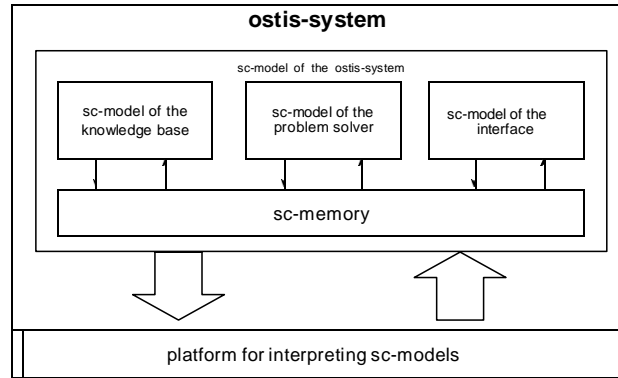 ostis-system
sc-model of the ostis-system
sc-model of the
knowledge base
sc-model of the
problem solver
sc-model of the
interface
sc-memory
platform for interpreting sc-models